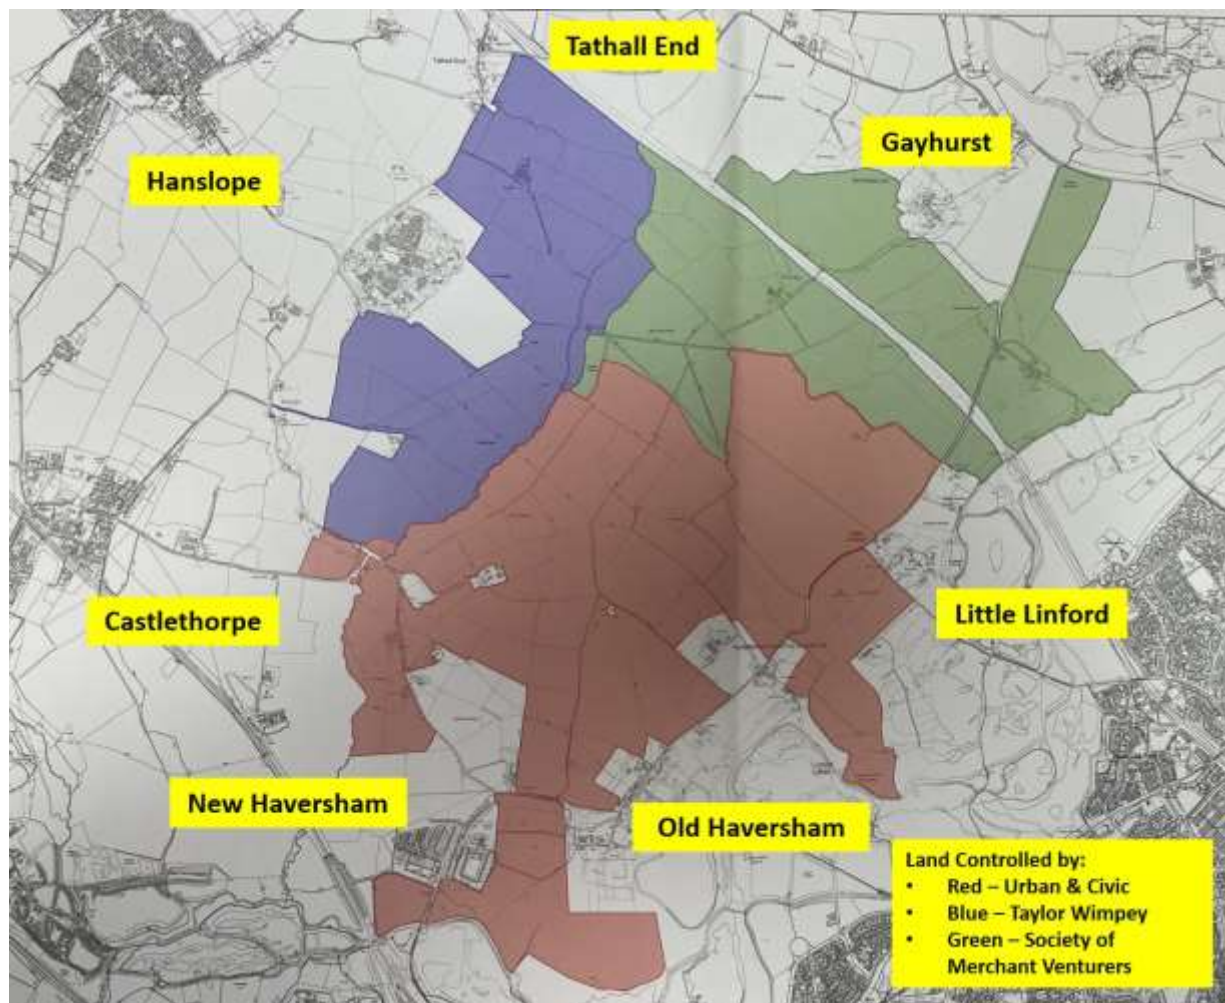 Tathall End
Gayhurst
Hanslope
Castlethorpe
Little Linford
New Haversham
Old Haversham
Land Controlled by:
• Red – Urban & Civic
• Blue – Taylor Wimpey
• Green – Society of
Merchant Venturers